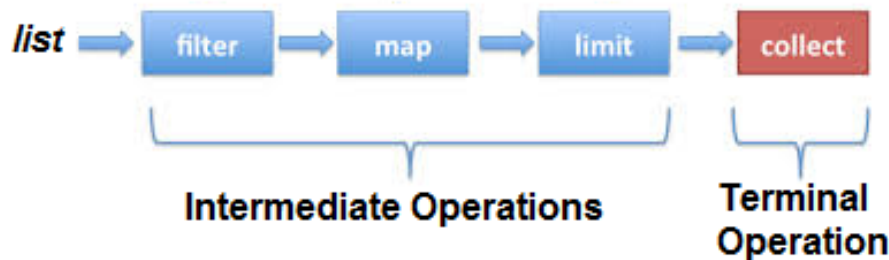 list filter map limit collect
Intermediate Operations
Terminal
Operation